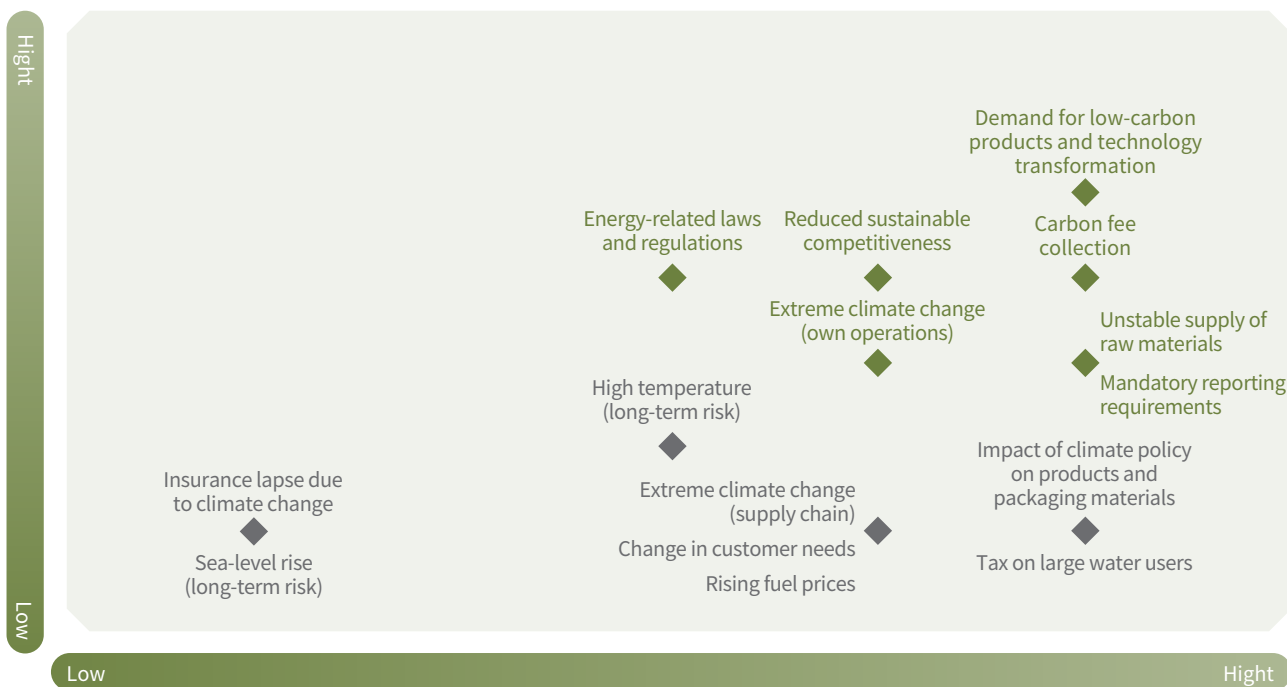 Hight
Demand for low-carbon
products and technology
transformation
Energy-related laws
and regulations
Reduced sustainable
competitiveness
Carbon fee
collection
Extreme climate change
(own operations)
Unstable supply of
raw materials
High temperature
(long-term risk)
Mandatory reporting
requirements
Insurance lapse due
to climate change
Extreme climate change
(supply chain)
Impact of climate policy
on products and
packaging materials
Sea-level rise
(long-term risk)
Change in customer needs
Rising fuel prices
Tax on large water users
Low
Low
Hight